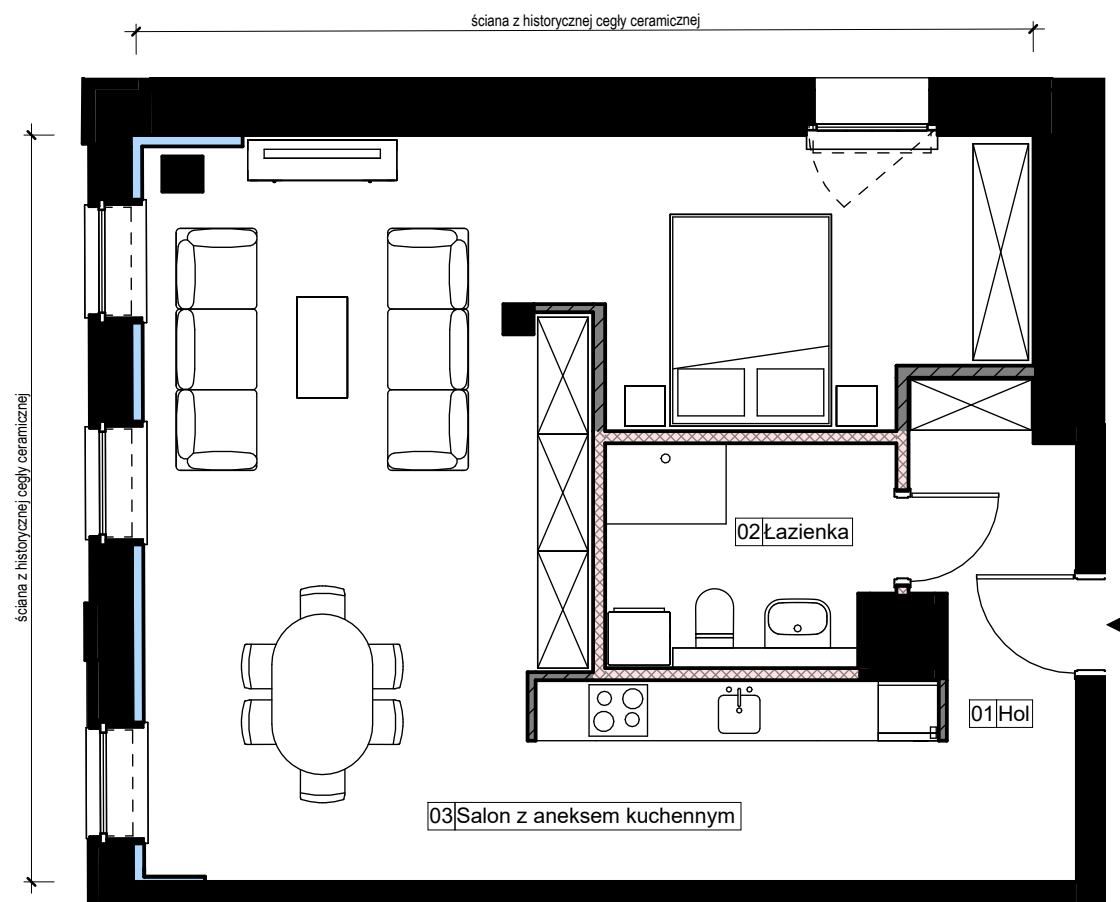 ściana z historycznej cegły ceramicznej
ściana z historycznej cegły ceramicznej
02 Łazienka
01 Hol
03 Salon z aneksem kuchennym